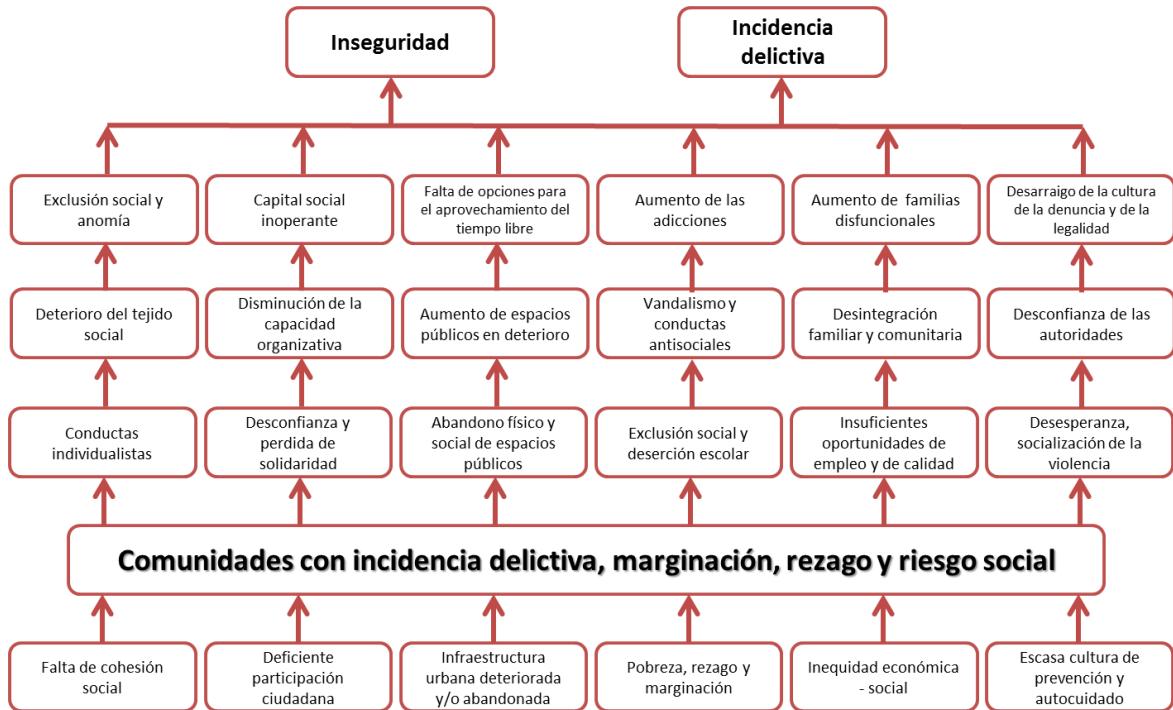 Inseguridad
Incidencia
delictiva
Exclusión social y
anomía
Capital social
inoperante
Falta de opciones para
el aprovechamiento del
tiempo libre
Aumento de las
adicciones
Aumento de familias
disfuncionales
Desarraigo de la cultura
de la denuncia y de la
legalidad
Deterioro del tejido
social
Disminución de la
capacidad
organizativa
Aumento de espacios
públicos en deterioro
Vandalismo y
conductas
antisociales
Desintegración
familiar y comunitaria
Desconfianza de las
autoridades
Conductas
individualistas
Desconfianza y
perdida de
solidaridad
Abandono físico y
social de espacios
públicos
Exclusión social y
deserción escolar
Insuficientes
oportunidades de
empleo y de calidad
Desesperanza,
socialización de la
violencia
Comunidades con incidencia delictiva, marginación, rezago y riesgo social
Falta de cohesión
social
Deficiente
participación
ciudadana
Infraestructura
urbana deteriorada
y/o abandonada
Pobreza, rezago y
marginación
Inequidad económica
- social
Escasa cultura de
prevención y
autocuidado